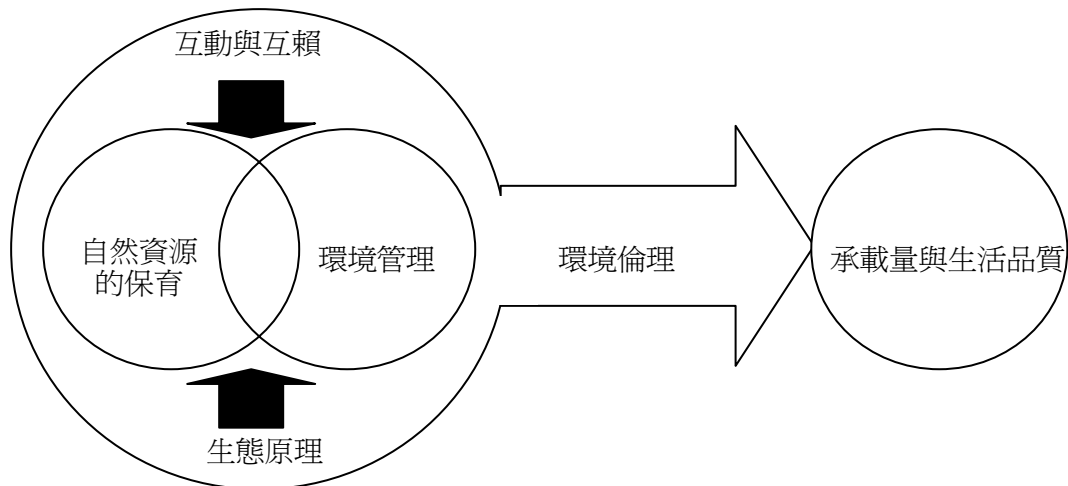 互動與互賴
自然資源
的保育
環境管理
環境倫理
承載量與生活品質
生態原理